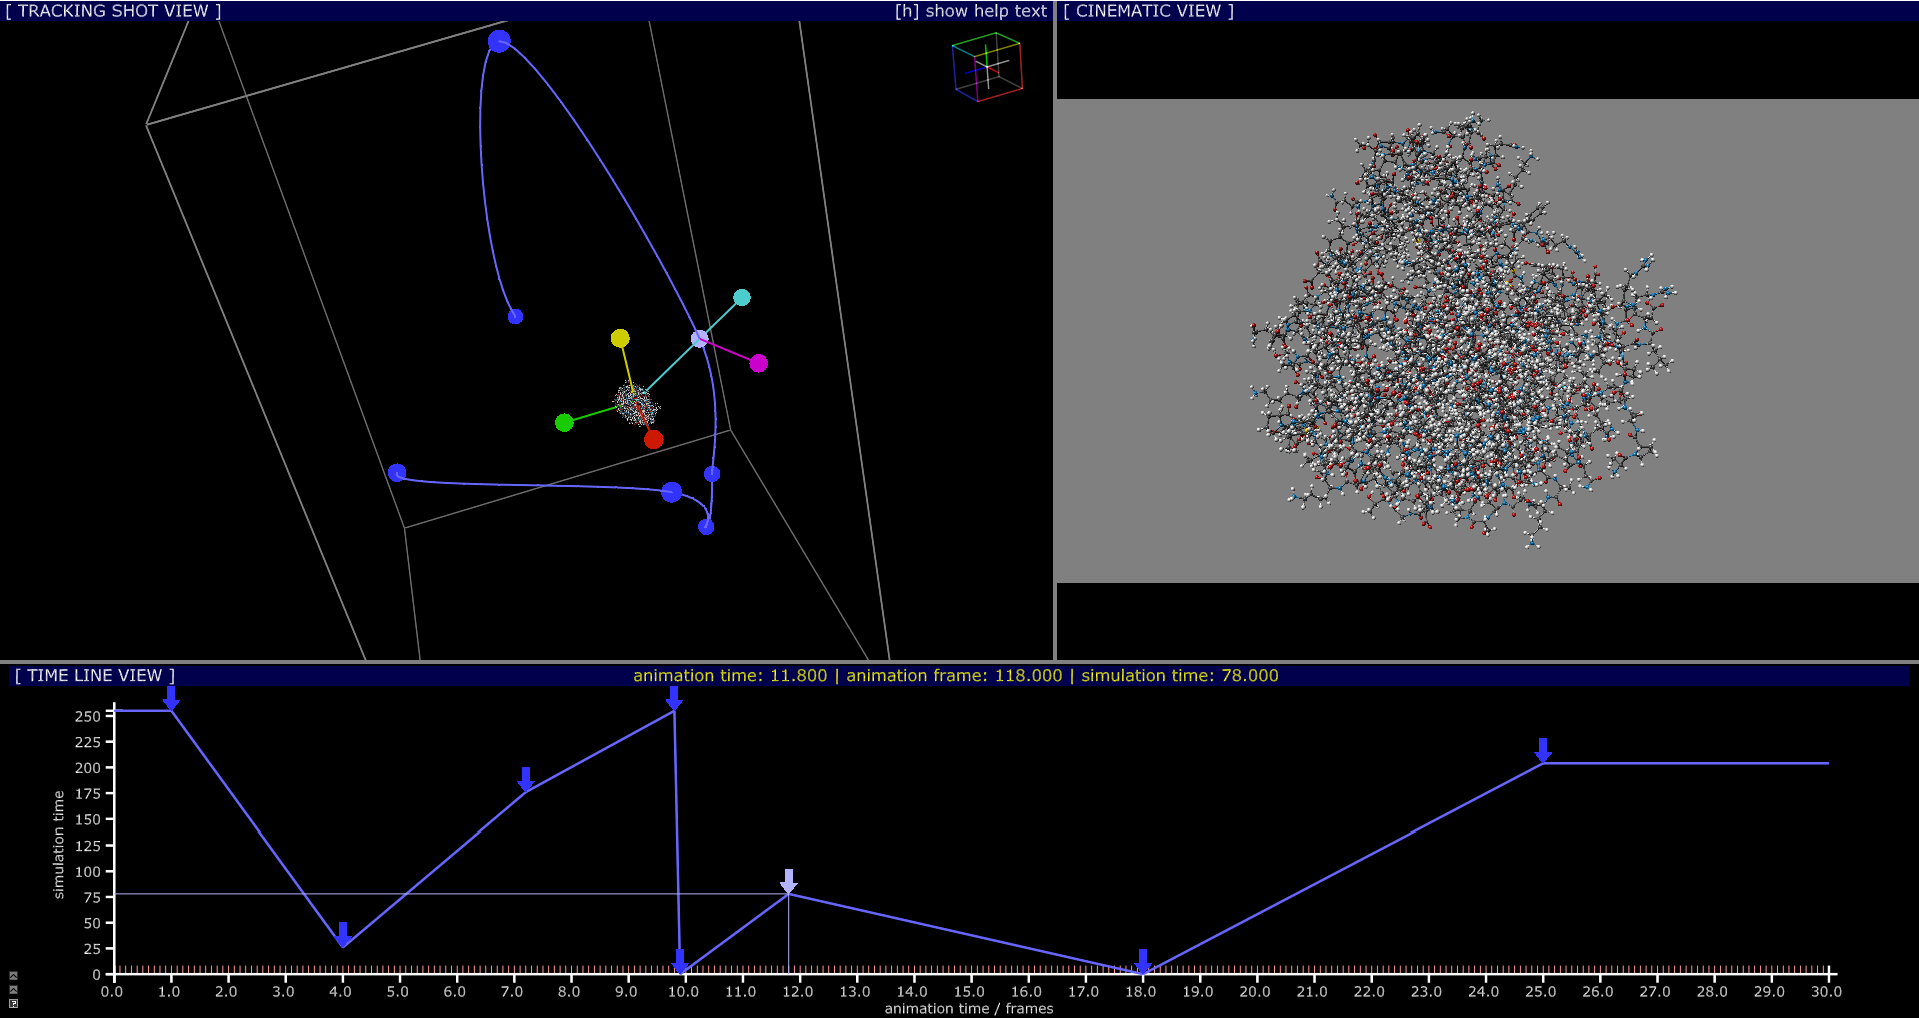 [ TRACKING SHOT VIEW ]
[h] show help text
[ CINEMATIC VIEW ]
[ TIME LINE VIEW ]
animation time: 11.800 | animation frame: 118.000 | simulation time: 78.000
250
225
200
175
150
125
100
75
50
25
0
simulation time
0.0 1.0 2.0 3.0 4.0 5.0 6.0 7.0 8.0 9.0 10.0 11.0 12.0 13.0 14.0 15.0 16.0 17.0 18.0 19.0 20.0 21.0 22.0 23.0 24.0 25.0 26.0 27.0 28.0 29.0 30.0
animation time / frames